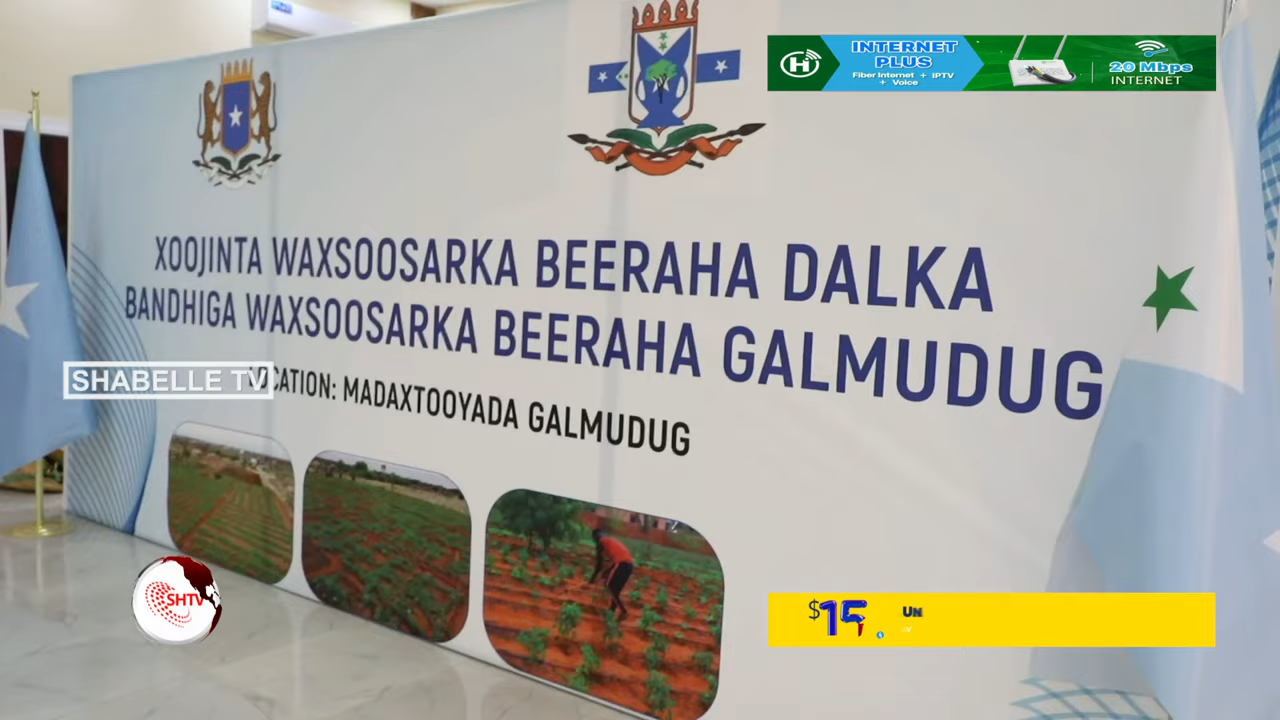 INTERNET
PLUS
Fiber Internet + IPTV
+ Voice
20 Mbps
INTERNET
XOOJINTA WAXSOOSARKA BEERAHA DALKA
BANDHIGA WAXSOOSARKA BEERAHA GALMUDUG
SHABELLE TV
LOCATION: MADAXTOOYADA GALMUDUG
SHTV
$15.
UN